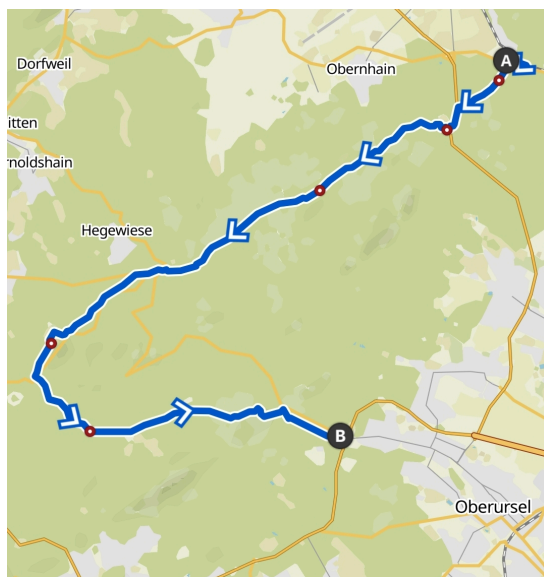 Dorfweil
Obernhain
A
itten
rnoldshain
Hegewiese
B
Oberursel